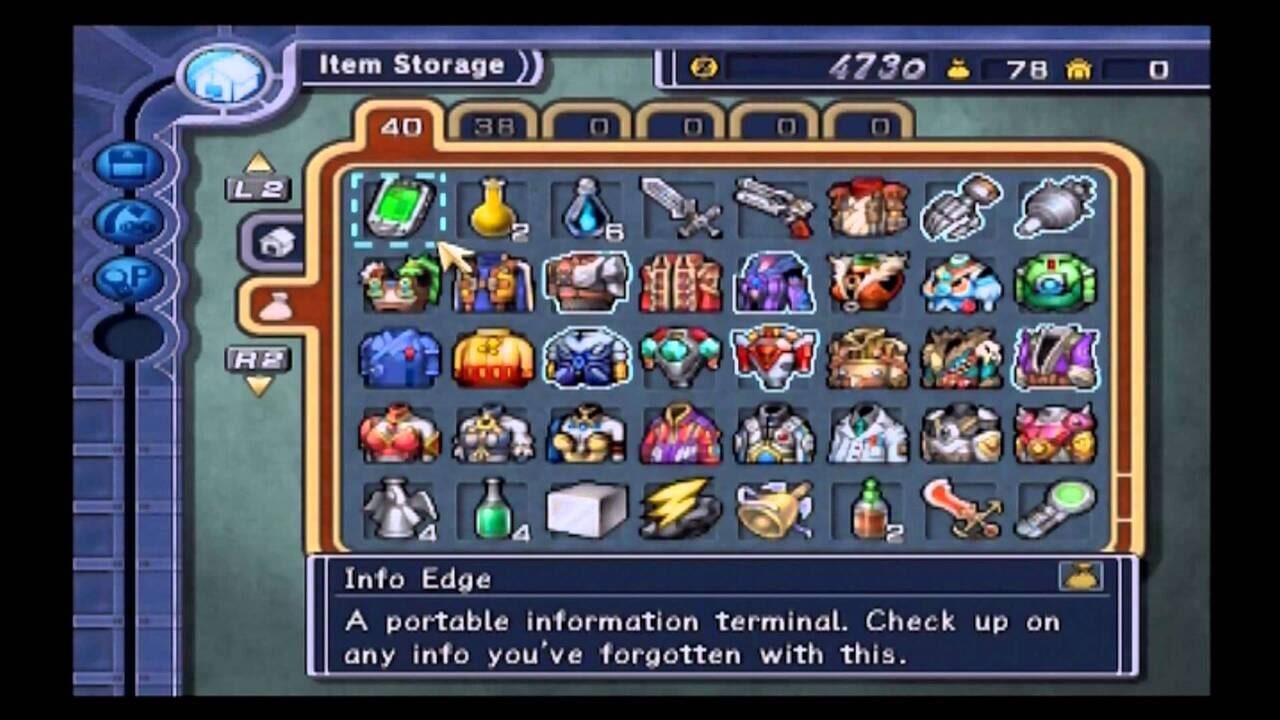 Item Storage
4730
78
0
40
38
0
0
0
0
L2
2
6
R2
4
4
2
Info Edge
A portable information terminal. Check up on
any info you've forgotten with this.